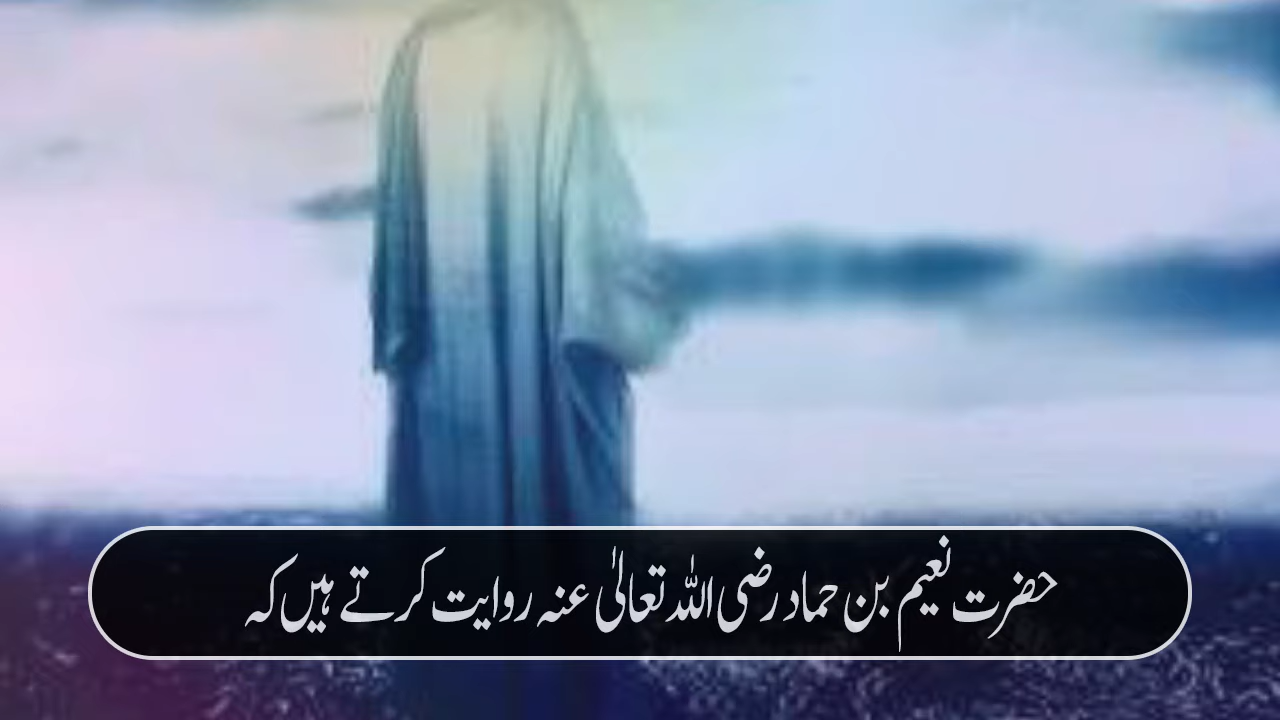 حضرت نعیم بن حماد رضی اللہ تعالیٰ عنہ روایت کرتے ہیں کہ